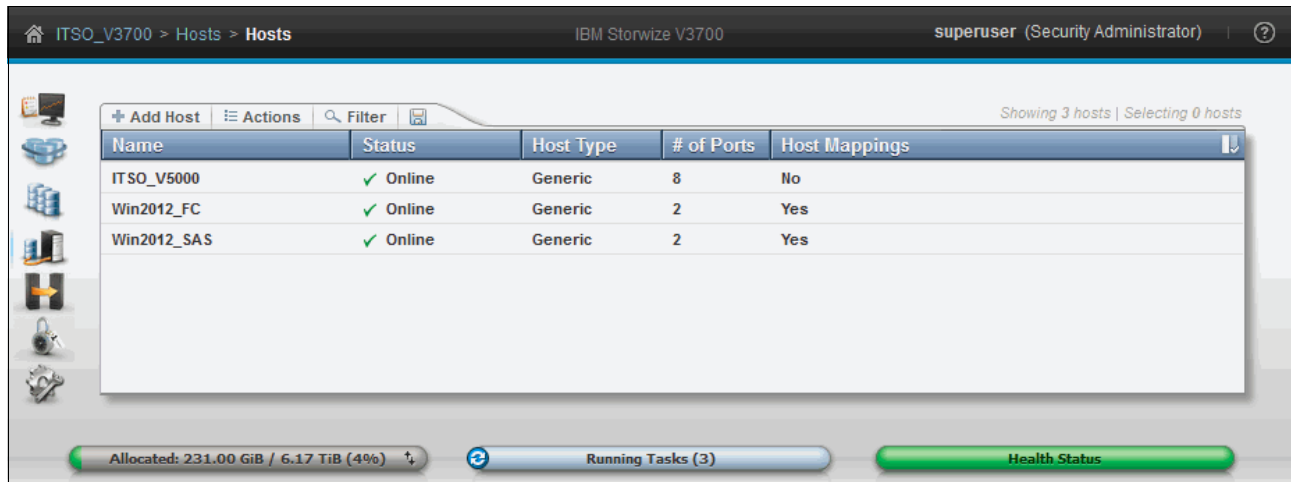 ITSO_V3700 > Hosts > Hosts IBM Storwize V3700 superuser (Security Administrator) | ?
Add Host Actions Filter Showing 3 hosts | Selecting 0 hosts
Name Status Host Type # of Ports Host Mappings
ITSO_V5000 Online Generic 8 No
Win2012_FC Online Generic 2 Yes
Win2012_SAS Online Generic 2 Yes
Allocated: 231.00 GiB / 6.17 TiB (4%) Running Tasks (3) Health Status